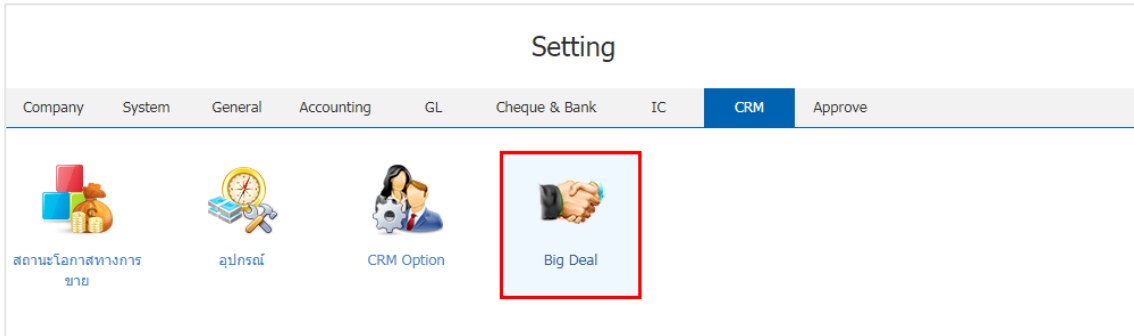 Setting
Company System General Accounting GL Cheque & Bank IC CRM Approve
สถานะโอกาสทางการ
ขาย
อุปกรณ์
CRM Option
Big Deal